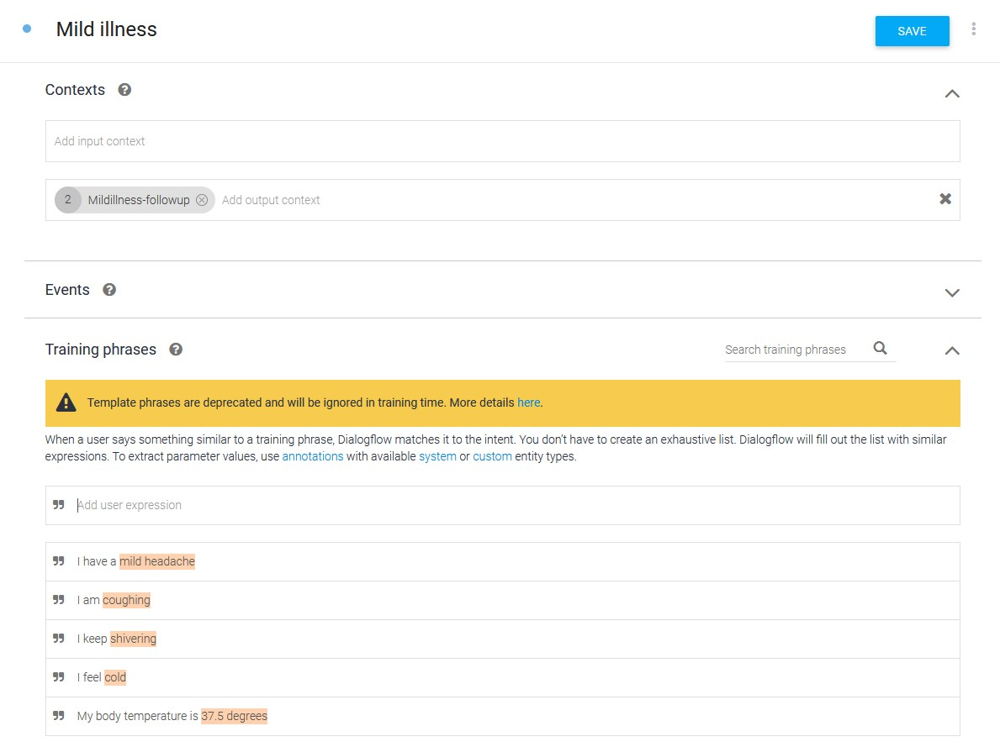 Mild illness
SAVE
Contexts
Add input context
2 Mildillness-followup Add output context
Events
Training phrases
Search training phrases
Template phrases are deprecated and will be ignored in training time. More details here.
When a user says something similar to a training phrase, Dialogflow matches it to the intent. You don’t have to create an exhaustive list. Dialogflow will fill out the list with similar
expressions. To extract parameter values, use annotations with available system or custom entity types.
Add user expression
I have a mild headache
I am coughing
I keep shivering
I feel cold
My body temperature is 37.5 degrees